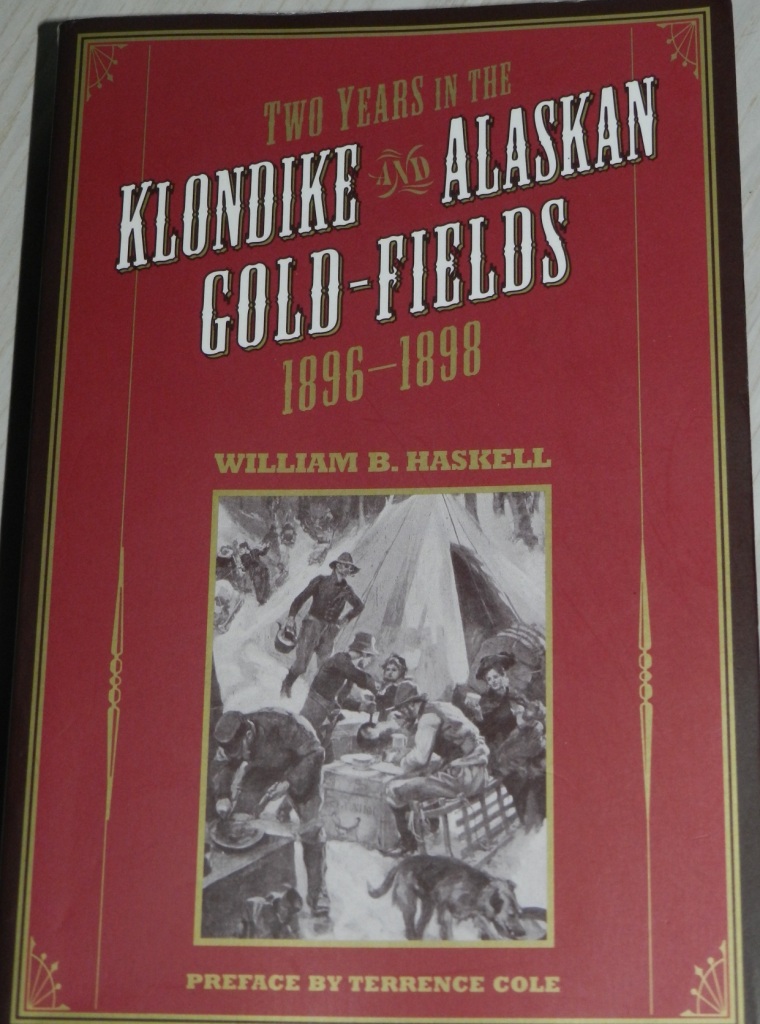 TWO YEARS IN THE
KLONDIKE AND ALASKAN
GOLD-FIELDS
1896–1898
WILLIAM B. HASKELL
PREFACE BY TERRENCE COLE